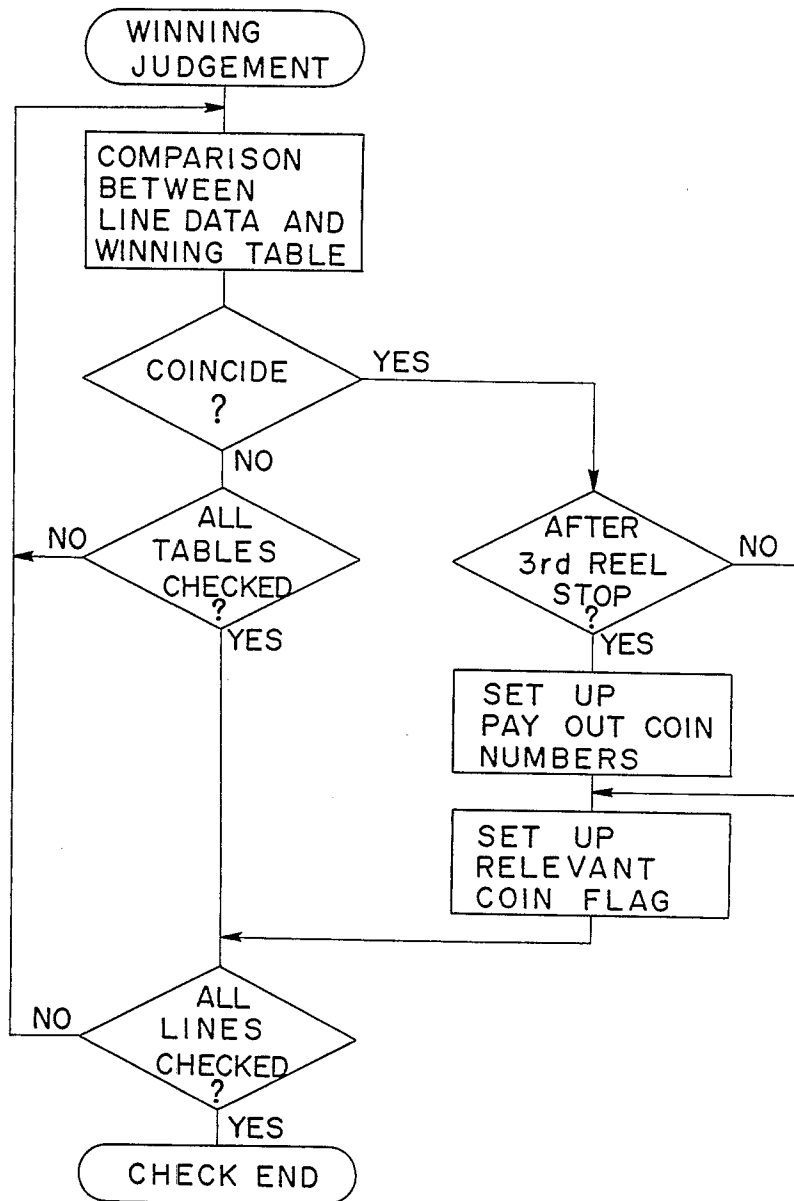 WINNING
JUDGEMENT
COMPARISON
BETWEEN
LINE DATA AND
WINNING TABLE
COINCIDE
?
YES
NO
ALL
TABLES
CHECKED
?
NO
YES
AFTER
3rd REEL
STOP
?
NO
YES
SET UP
PAY OUT COIN
NUMBERS
SET UP
RELEVANT
COIN FLAG
ALL
LINES
CHECKED
?
NO
YES
CHECK END